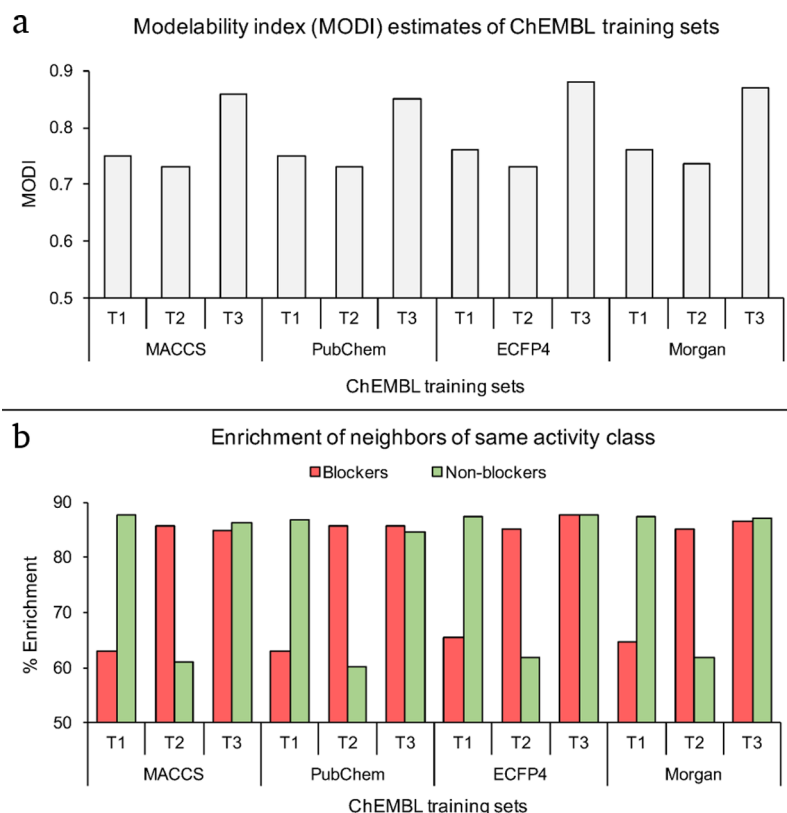 a
Modelability index (MODI) estimates of ChEMBL training sets
0.9
0.8
0.7
0.6
0.5
MODI
T1 T2 T3 T1 T2 T3 T1 T2 T3 T1 T2 T3
MACCS PubChem ECFP4 Morgan
ChEMBL training sets
b
Enrichment of neighbors of same activity class
Blockers Non-blockers
90
80
70
60
50
% Enrichment
T1 T2 T3 T1 T2 T3 T1 T2 T3 T1 T2 T3
MACCS PubChem ECFP4 Morgan
ChEMBL training sets